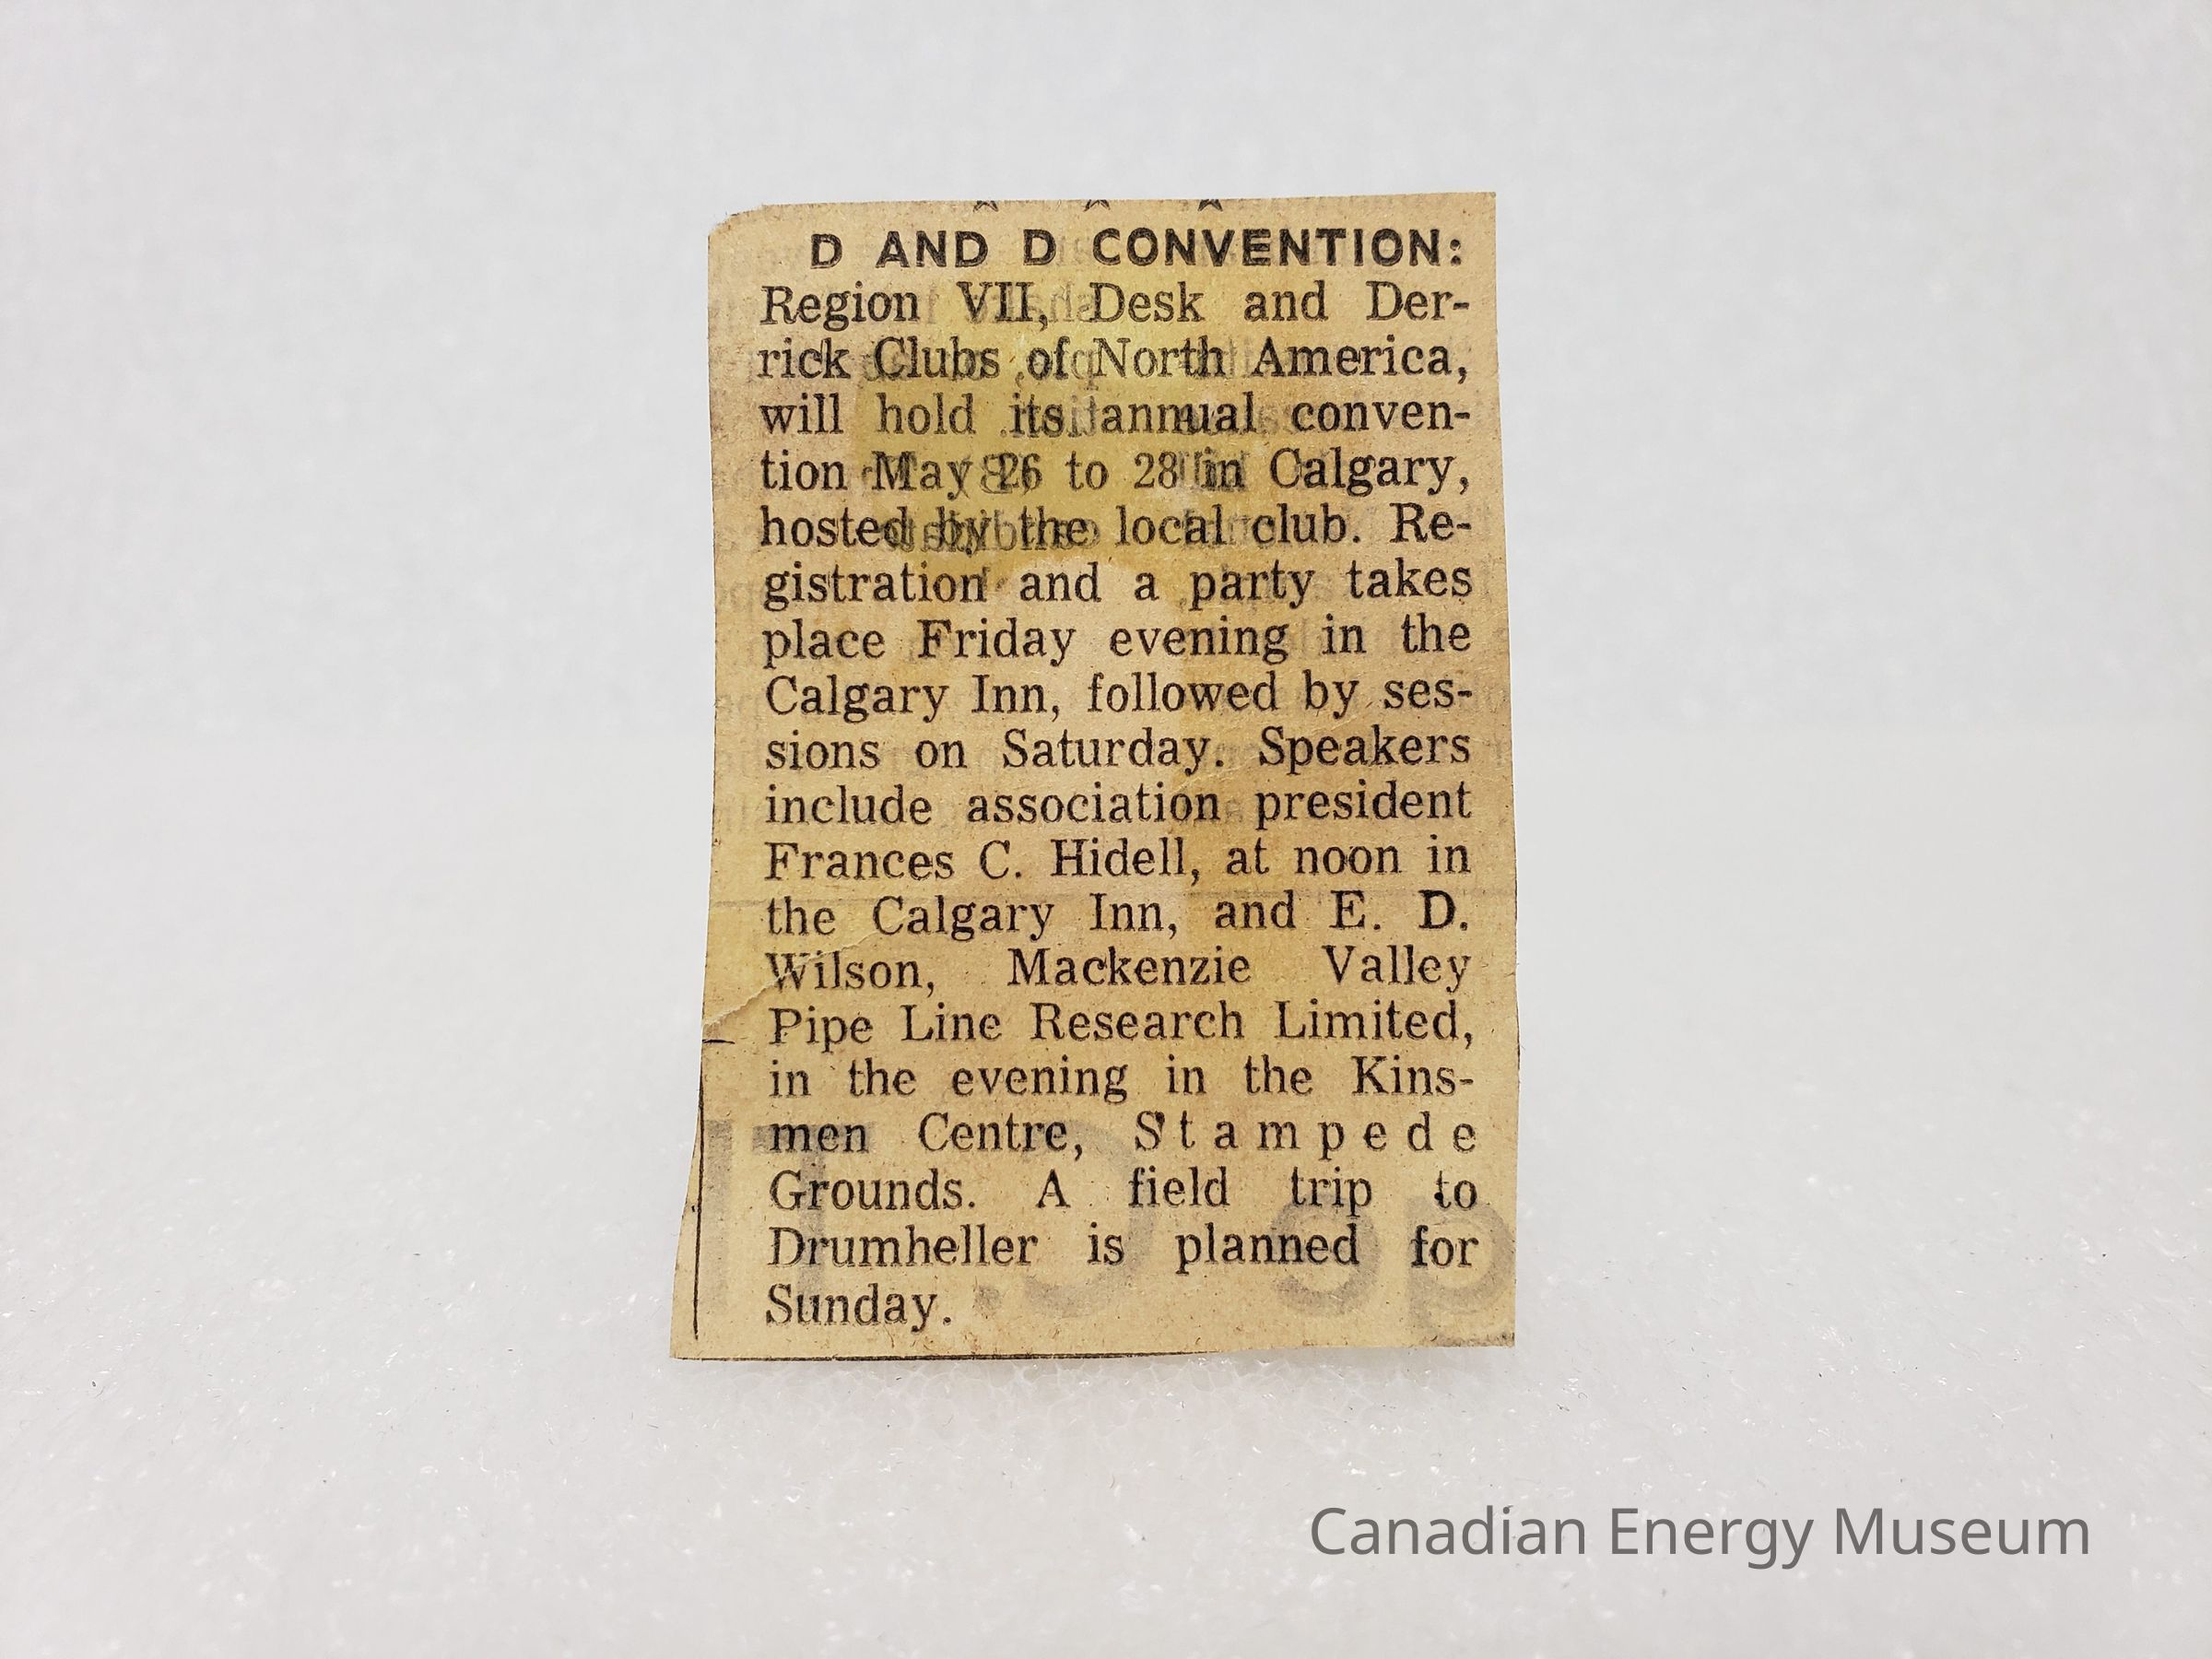 D AND D CONVENTION:
Region VII, Desk and Der-
rick Clubs of North America,
will hold its annual conven-
tion May 26 to 28 in Calgary,
hosted by the local club. Re-
gistration and a party takes
place Friday evening in the
Calgary Inn, followed by ses-
sions on Saturday. Speakers
include association president
Frances C. Hidell, at noon in
the Calgary Inn, and E. D.
Wilson, Mackenzie Valley
Pipe Line Research Limited,
in the evening in the Kins-
men Centre, Stampede
Grounds. A field trip to
Drumheller is planned for
Sunday.
Canadian Energy Museum